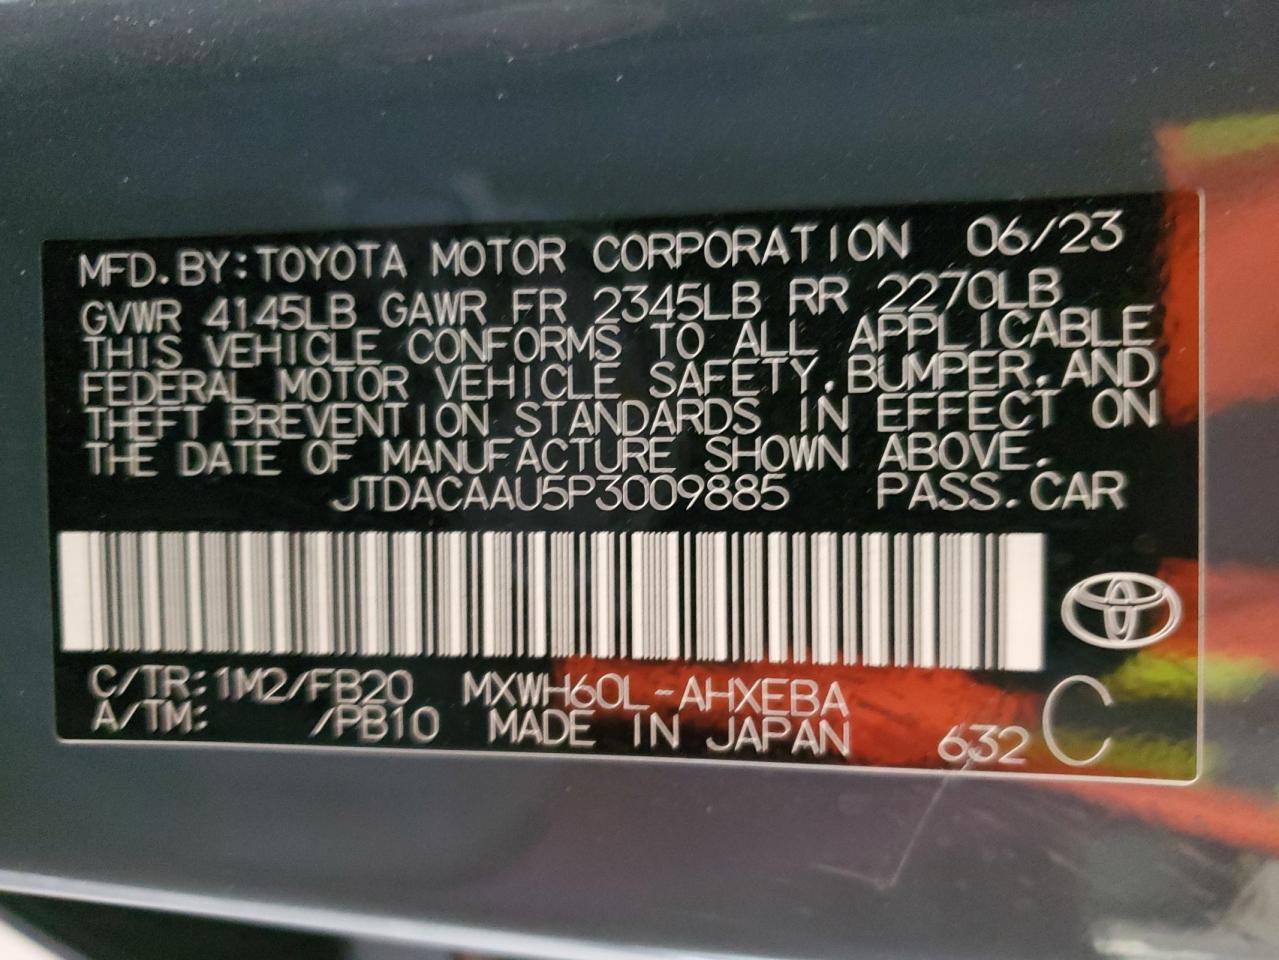 MFD. BY: TOYOTA MOTOR CORPORATION 06/23
GVWR 4145LB GAWR FR 2345LB RR 2270LB
THIS VEHICLE CONFORMS TO ALL APPLICABLE
FEDERAL MOTOR VEHICLE SAFETY, BUMPER, AND
THEFT PREVENTION STANDARDS IN EFFECT ON
THE DATE OF MANUFACTURE SHOWN ABOVE.
JTDACAAU5P3009885 PASS. CAR
C/TR: 1M2/FB20 MXWH60L-AHXEBA
A/TM: /PB10 MADE IN JAPAN 632 C